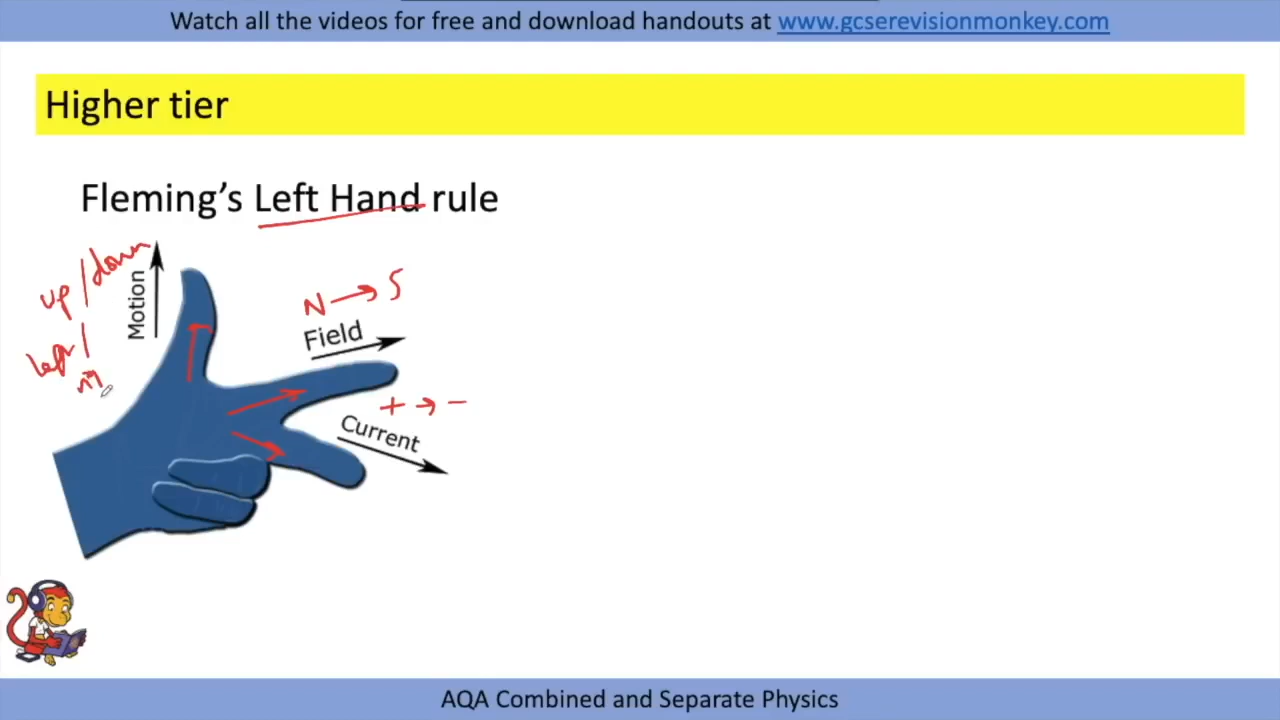 Watch all the videos for free and download handouts at www.gcserevisionmonkey.com
Higher tier
Fleming's Left Hand rule
up/down
Motion
left/
N → S
Field
+ → -
Current
AQA Combined and Separate Physics